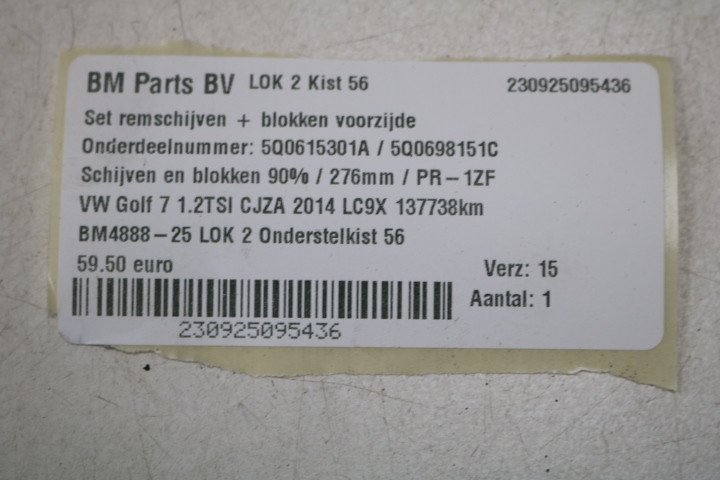 BM Parts BV LOK 2 Kist 56 230925095436
Set remschijven + blokken voorzijde
Onderdeelnummer: 5Q0615301A / 5Q0698151C
Schijven en blokken 90% / 276mm / PR-1ZF
VW Golf 7 1.2TSI CJZA 2014 LC9X 137738km
BM4888-25 LOK 2 Onderstelkist 56
59.50 euro Verz: 15
Aantal: 1
230925095436